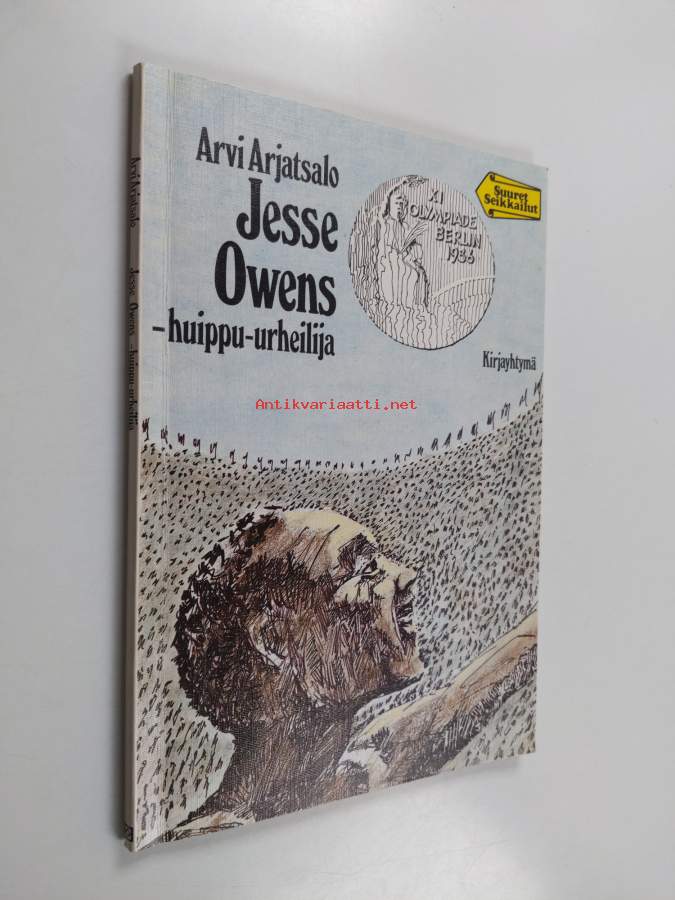 Arvi Arjatsalo
Jesse
Owens
–huippu-urheilija
XI
OLYMPIADE
BERLIN
1936
Suuret
Seikkailut
Kirjayhtymä
Antikvariaatti.net
Arvi Arjatsalo Jesse Owens –huippu-urheilija